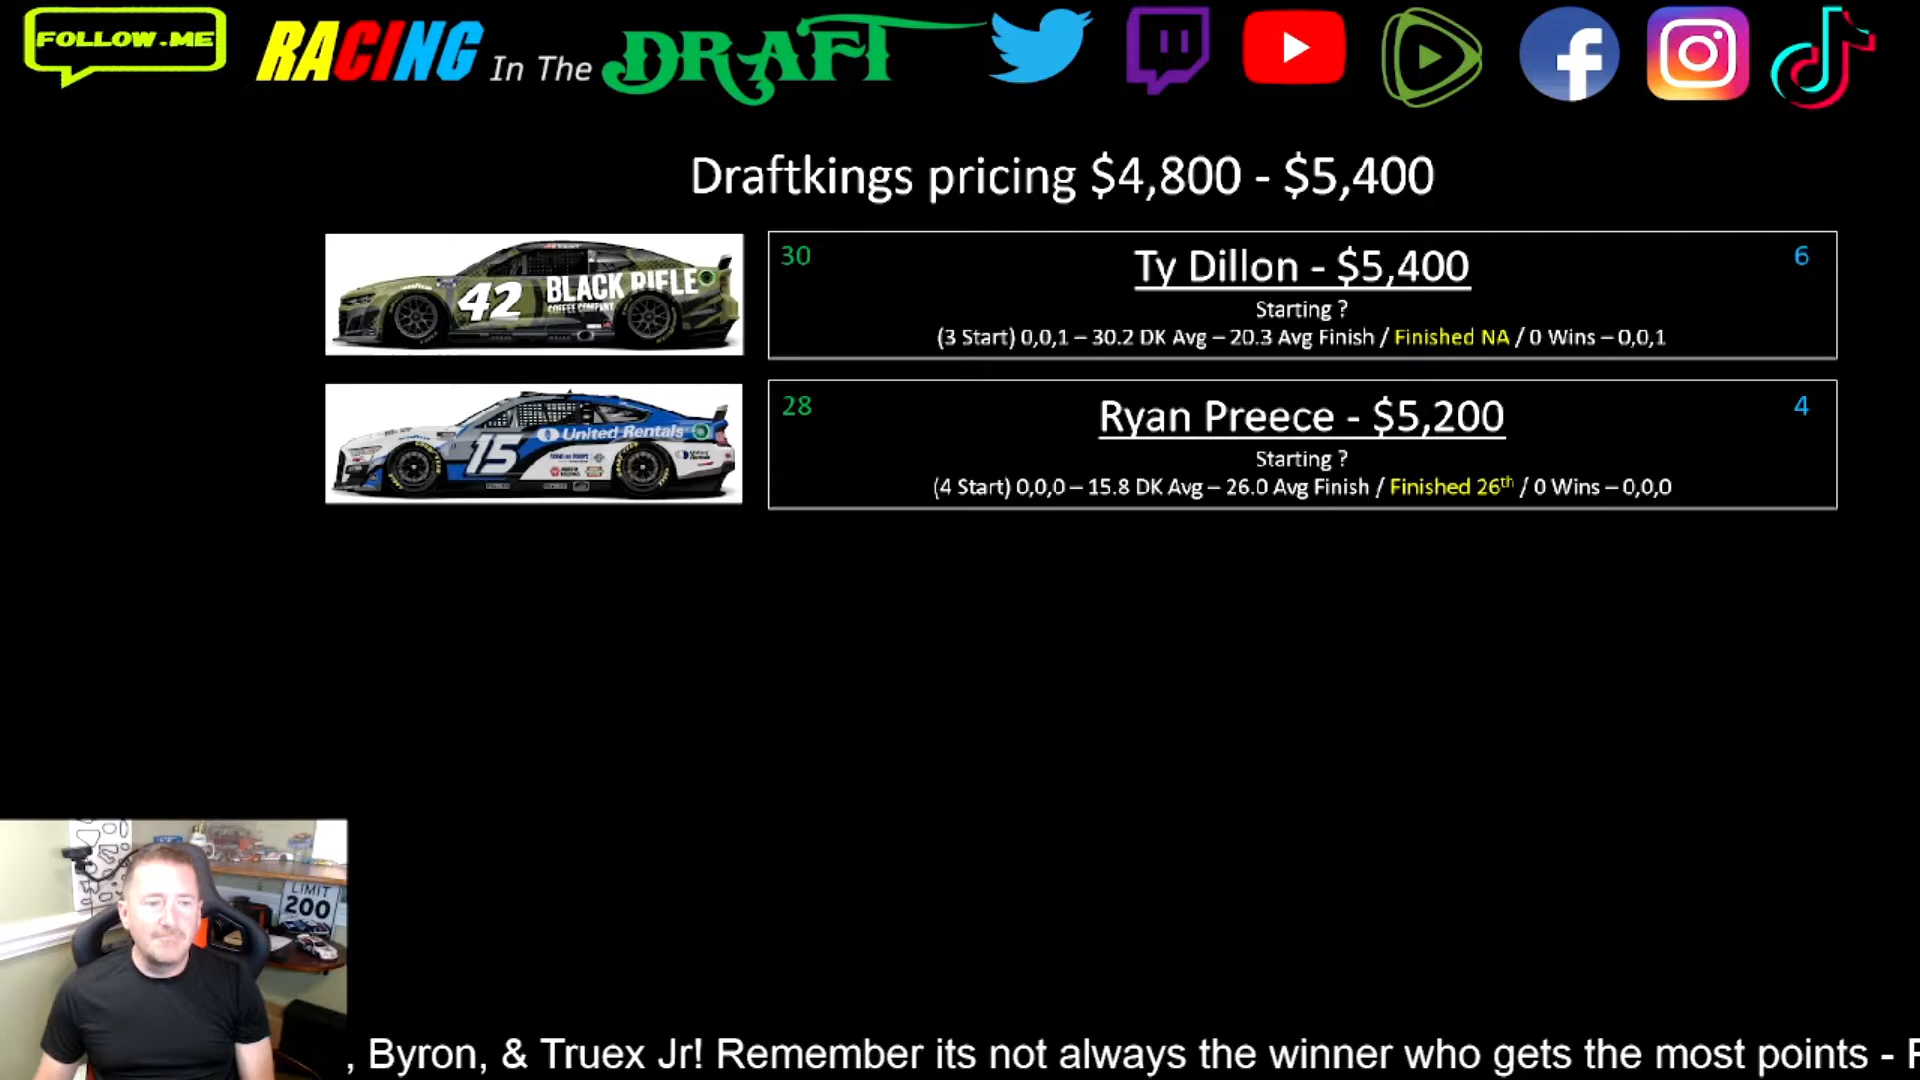 FOLLOW.ME
RACING In The DRAFT
Draftkings pricing $4,800 - $5,400
42 BLACK RIFLE
COFFEE COMPANY
30
Ty Dillon - $5,400
6
Starting ?
(3 Start) 0,0,1 – 30.2 DK Avg – 20.3 Avg Finish / Finished NA / 0 Wins – 0,0,1
15 United Rentals
28
Ryan Preece - $5,200
4
Starting ?
(4 Start) 0,0,0 – 15.8 DK Avg – 26.0 Avg Finish / Finished 26th / 0 Wins – 0,0,0
LIMIT
200
, Byron, & Truex Jr! Remember its not always the winner who gets the most points -